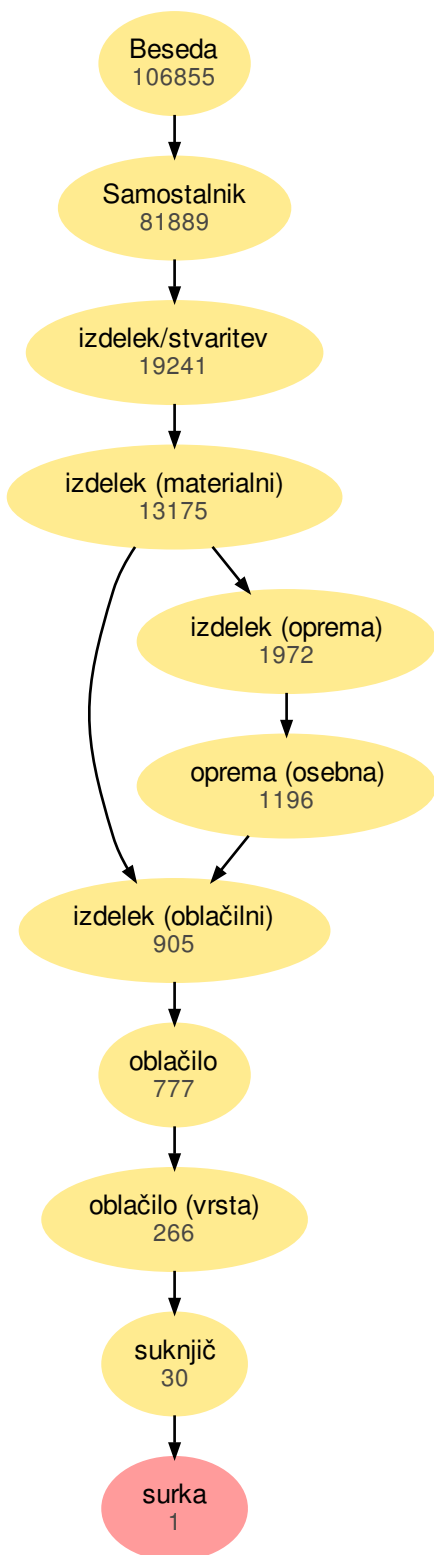 Beseda
106855
Samostalnik
81889
izdelek/stvaritev
19241
izdelek (materialni)
13175
izdelek (oprema)
1972
oprema (osebna)
1196
izdelek (oblačilni)
905
oblačilo
777
oblačilo (vrsta)
266
suknjič
30
surka
1